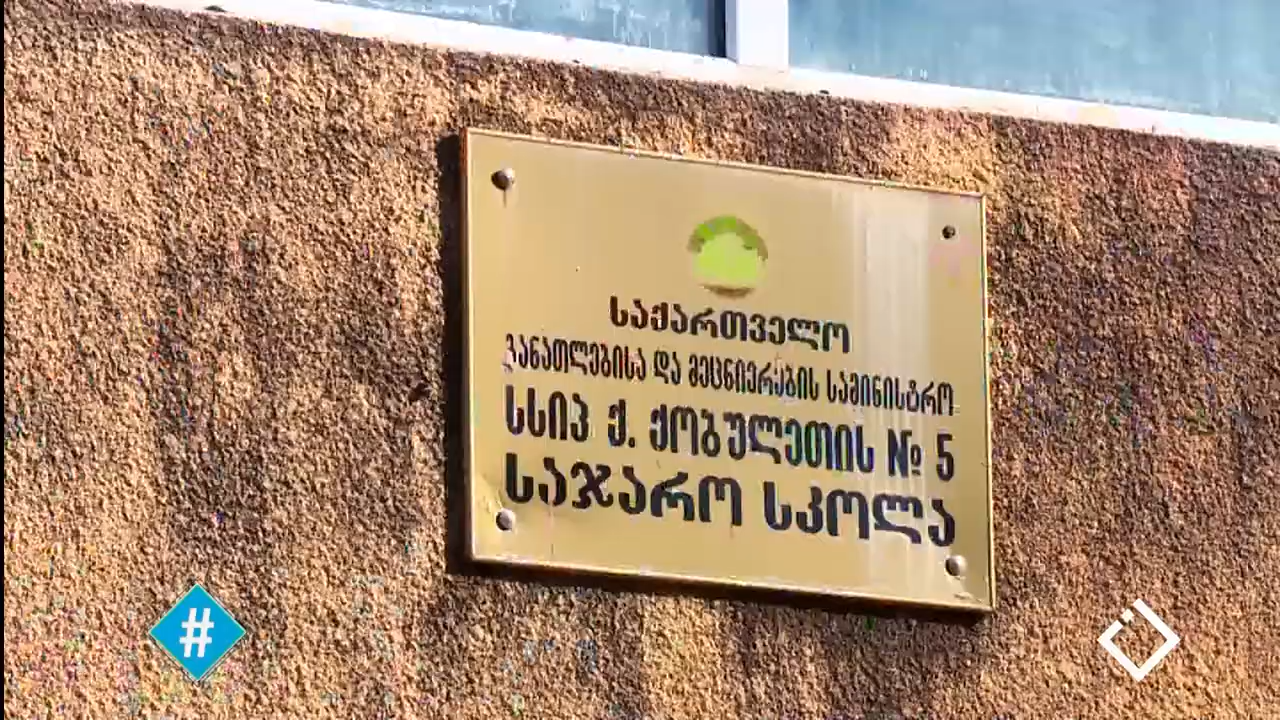 საქართველო
განათლებისა და მეცნიერების სამინისტრო
სსიპ ქ. ქობულეთის № 5
საჯარო სკოლა
#